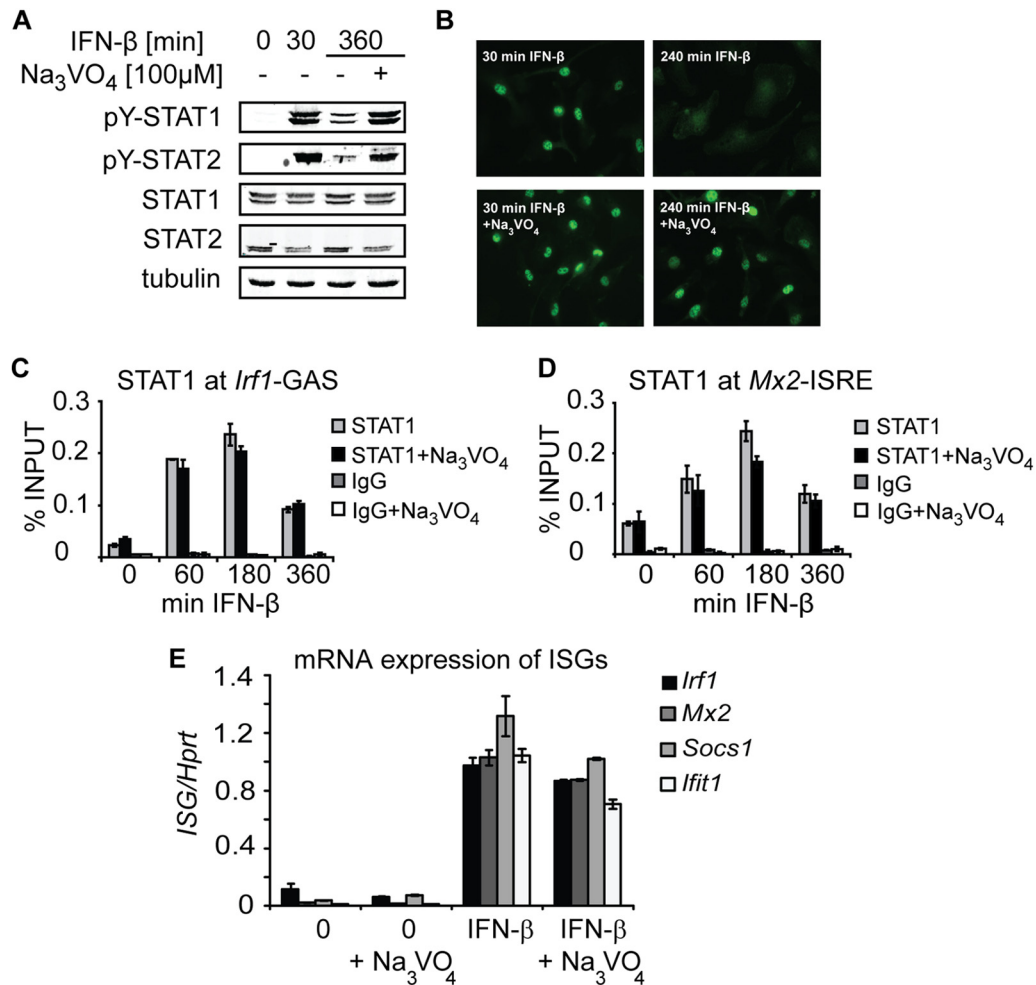 A
IFN-β [min] 0 30 360
Na₃VO₄ [100µM] - - - +
pY-STAT1
pY-STAT2
STAT1
STAT2
tubulin
B
30 min IFN-β
240 min IFN-β
30 min IFN-β
+Na₃VO₄
240 min IFN-β
+Na₃VO₄
C
STAT1 at Irf1-GAS
% INPUT
0.3
0.2
0.1
0
0 60 180 360
min IFN-β
STAT1
STAT1+Na₃VO₄
IgG
IgG+Na₃VO₄
D
STAT1 at Mx2-ISRE
% INPUT
0.3
0.2
0.1
0
0 60 180 360
min IFN-β
STAT1
STAT1+Na₃VO₄
IgG
IgG+Na₃VO₄
E
mRNA expression of ISGs
ISG/Hprt
1.4
1.2
0.8
0.4
0
0 0 IFN-β IFN-β
+ Na₃VO₄ + Na₃VO₄
Irf1
Mx2
Socs1
Ifit1